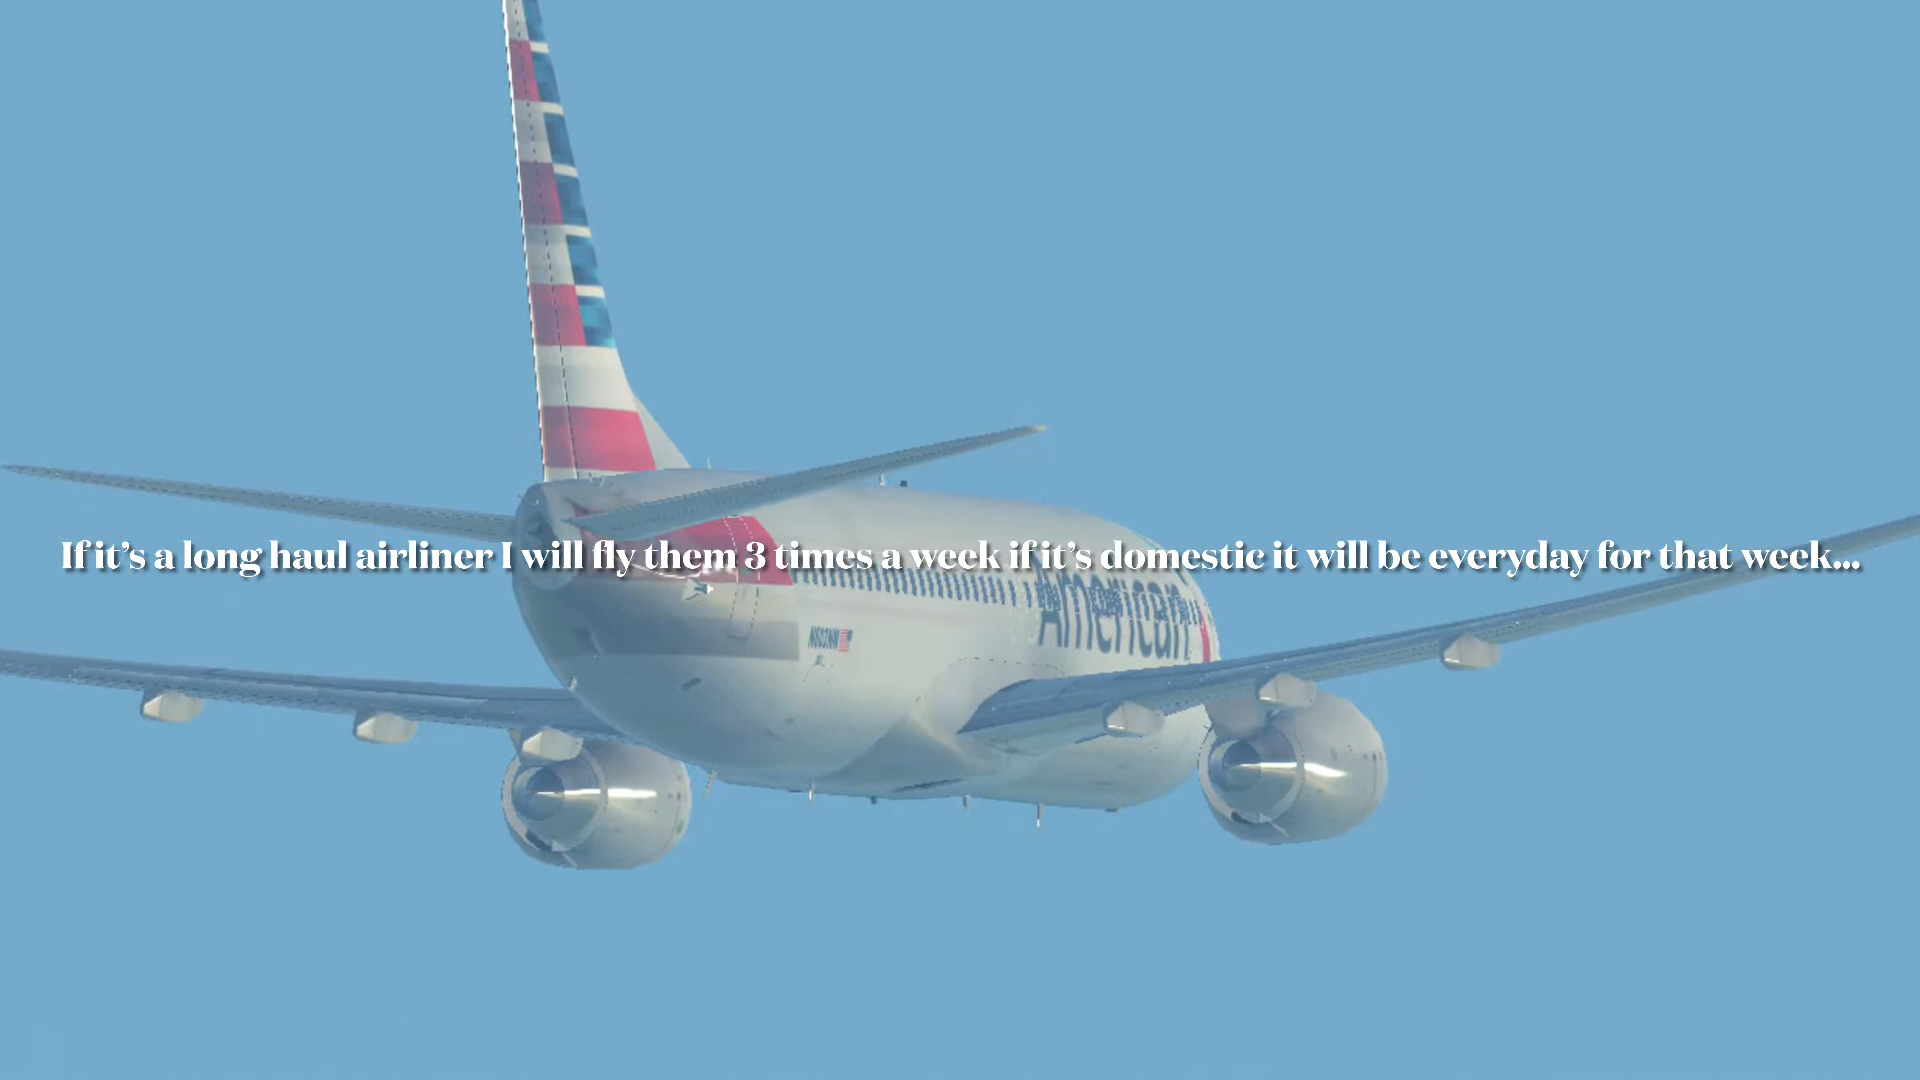 If it’s a long haul airliner I will fly them 3 times a week if it’s domestic it will be everyday for that week...
American